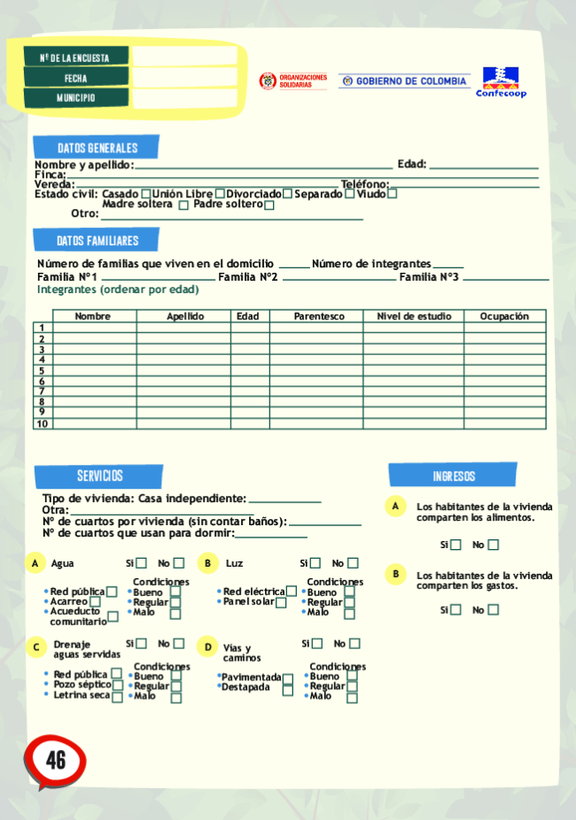 Nº DE LA ENCUESTA
FECHA
MUNICIPIO
ORGANIZACIONES
SOLIDARIAS
GOBIERNO DE COLOMBIA
Confecoop
DATOS GENERALES
Nombre y apellido: Edad:
Finca:
Vereda: Teléfono:
Estado civil: Casado Unión Libre Divorciado Separado Viudo
Madre soltera Padre soltero
Otro:
DATOS FAMILIARES
Número de familias que viven en el domicilio Número de integrantes
Familia Nº1 Familia Nº2 Familia Nº3
Integrantes (ordenar por edad)
Nombre Apellido Edad Parentesco Nivel de estudio Ocupación
1
2
3
4
5
6
7
8
9
10
SERVICIOS
Tipo de vivienda: Casa independiente:
Otra:
Nº de cuartos por vivienda (sin contar baños):
Nº de cuartos que usan para dormir:
A Agua Si No
Condiciones
Red pública Bueno
Acarreo Regular
Acueducto Malo
comunitario
B Luz Si No
Condiciones
Red eléctrica Bueno
Panel solar Regular
Malo
C Drenaje Si No
aguas servidas
Condiciones
Red pública Bueno
Pozo séptico Regular
Letrina seca Malo
D Vías y Si No
caminos
Condiciones
Pavimentada Bueno
Destapada Regular
Malo
INGRESOS
A Los habitantes de la vivienda
comparten los alimentos.
Si No
B Los habitantes de la vivienda
comparten los gastos.
Si No
46